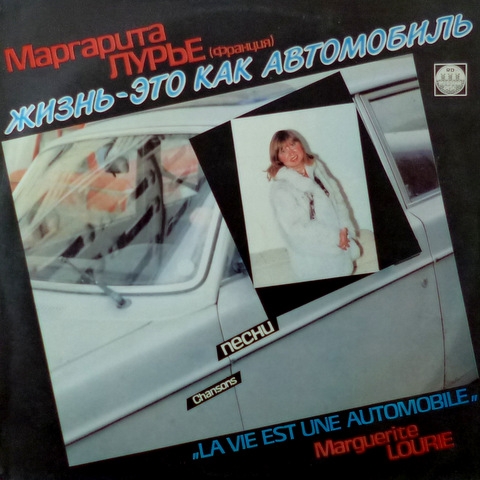 Маргарита
ЛУРЬЕ (Франция)
ЖИЗНЬ-ЭТО КАК АВТОМОБИЛЬ
песни
Chansons
„LA VIE EST UNE AUTOMOBILE„
Marguerite
LOURIE